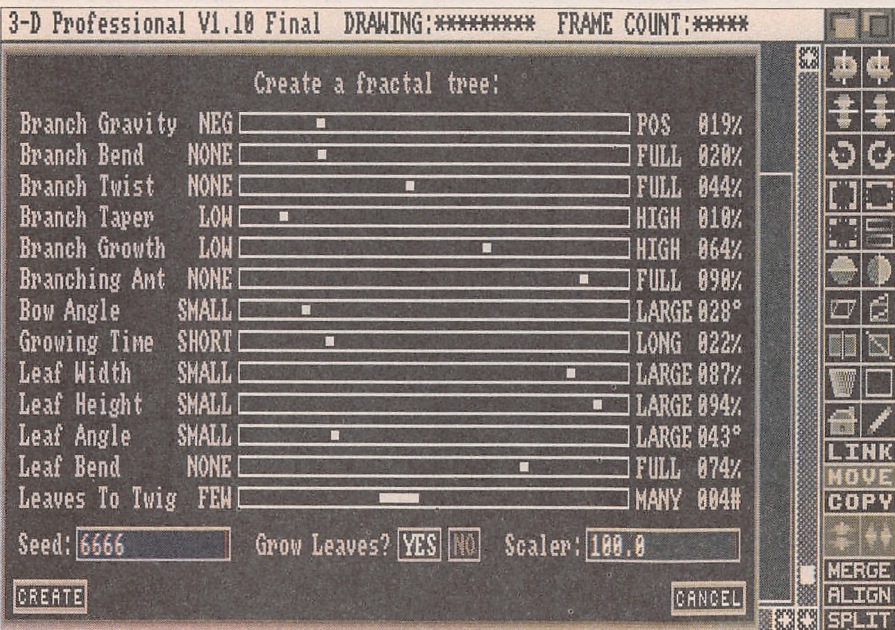 3-D Professional V1.10 Final DRAWING:********* FRAME COUNT:*****
Create a fractal tree:
Branch Gravity NEG POS 019%
Branch Bend NONE FULL 020%
Branch Twist NONE FULL 044%
Branch Taper LOW HIGH 010%
Branch Growth LOW HIGH 064%
Branching Amt NONE FULL 090%
Bow Angle SMALL LARGE 028°
Growing Time SHORT LONG 022%
Leaf Width SMALL LARGE 087%
Leaf Height SMALL LARGE 094%
Leaf Angle SMALL LARGE 043°
Leaf Bend NONE FULL 074%
Leaves To Twig FEW MANY 004#
Seed: 6666 Grow Leaves? YES NO Scaler: 100.0
CREATE CANCEL
LINK
MOVE
COPY
MERGE
ALIGN
SPLIT